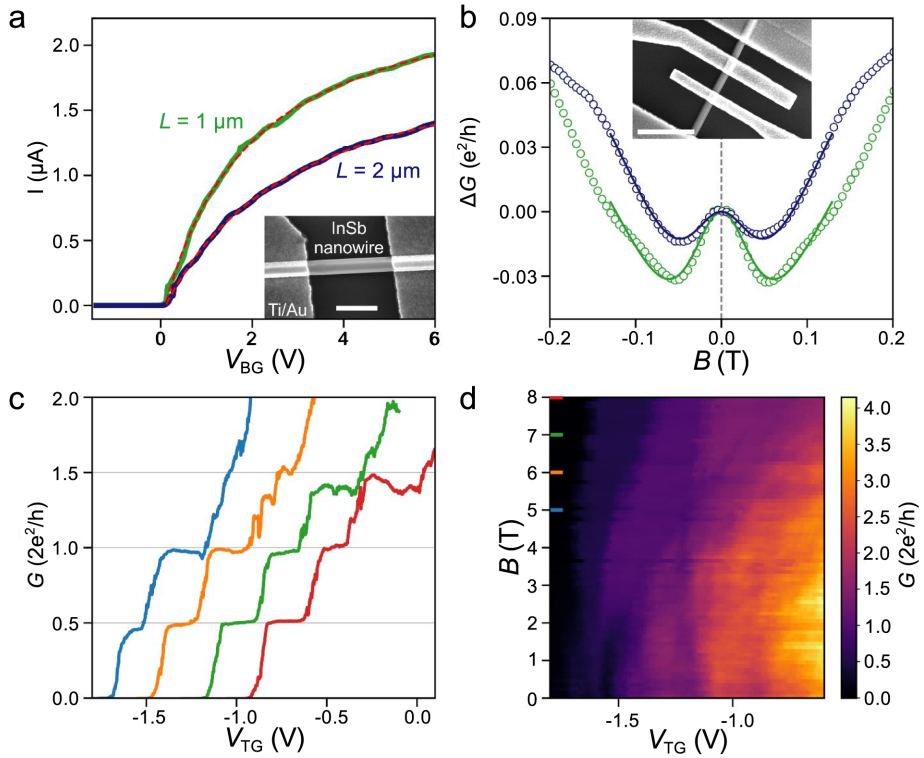 a
2.0
1.5
1.0
0.5
0.0
I (µA)
L = 1 µm
L = 2 µm
InSb
nanowire
Ti/Au
0
2
4
6
V_BG (V)
b
0.09
0.06
0.03
0.00
-0.03
ΔG (e²/h)
-0.2
-0.1
0.0
0.1
0.2
B (T)
c
2.0
1.5
1.0
0.5
0.0
G (2e²/h)
-1.5
-1.0
-0.5
0.0
V_TG (V)
d
8
7
6
5
4
3
2
1
0
B (T)
-1.5
-1.0
V_TG (V)
4.0
3.5
3.0
2.5
2.0
1.5
1.0
0.5
0.0
G (2e²/h)